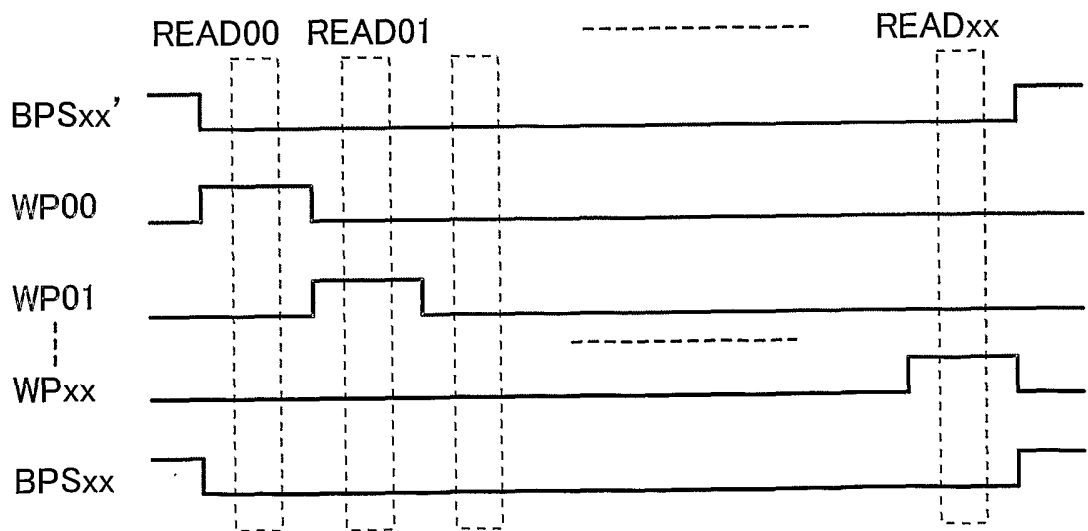 READ00 READ01 READxx
BPSxx'
WP00
WP01
WPxx
BPSxx